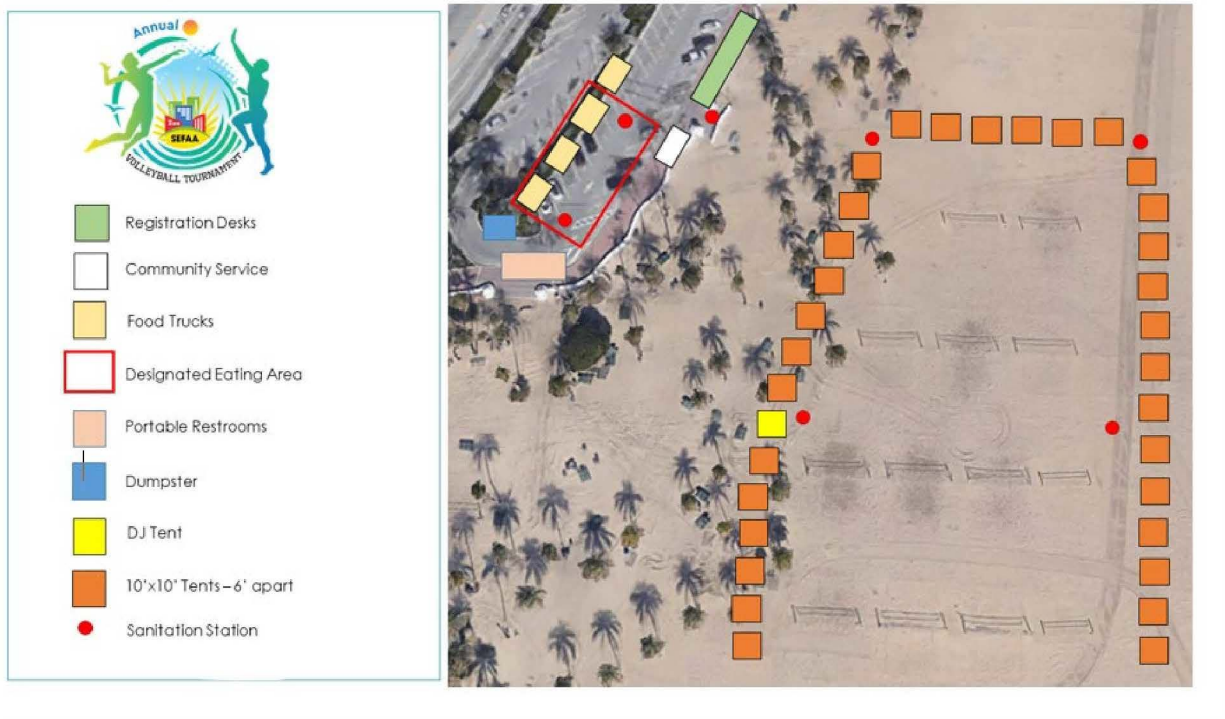 Annual
SEFAA
VOLLEYBALL TOURNAMENT
Registration Desks
Community Service
Food Trucks
Designated Eating Area
Portable Restrooms
Dumpster
DJ Tent
10'x10' Tents – 6' apart
Sanitation Station